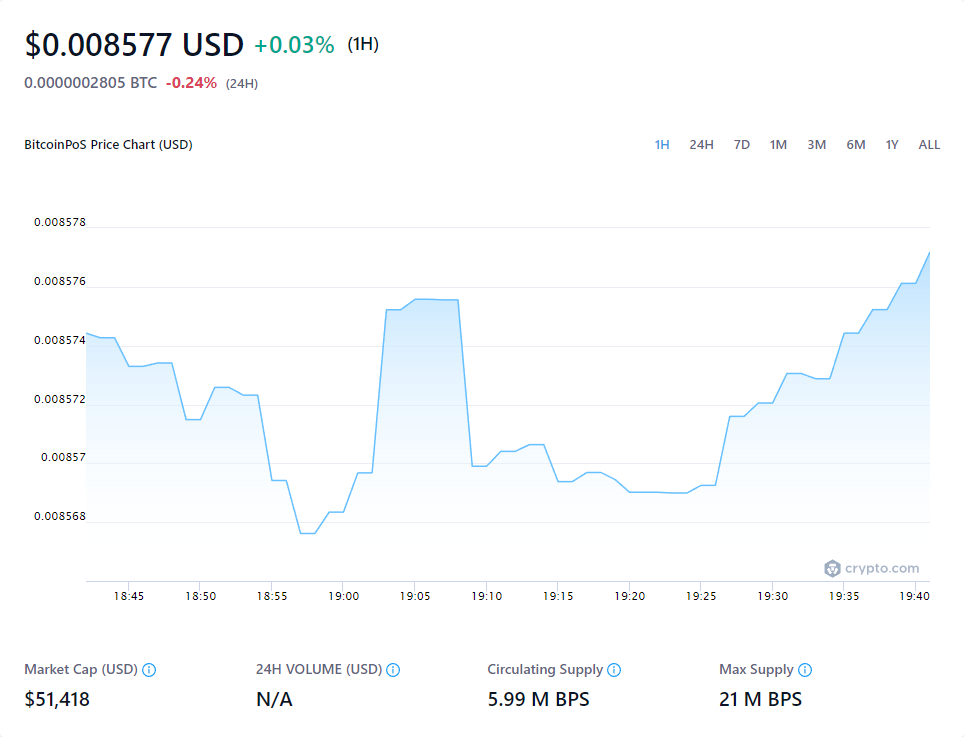 $0.008577 USD +0.03% (1H)
0.0000002805 BTC -0.24% (24H)
BitcoinPoS Price Chart (USD) 1H 24H 7D 1M 3M 6M 1Y ALL
0.008578
0.008576
0.008574
0.008572
0.00857
0.008568
crypto.com
18:45 18:50 18:55 19:00 19:05 19:10 19:15 19:20 19:25 19:30 19:35 19:40
Market Cap (USD) 24H VOLUME (USD) Circulating Supply Max Supply
$51,418 N/A 5.99 M BPS 21 M BPS